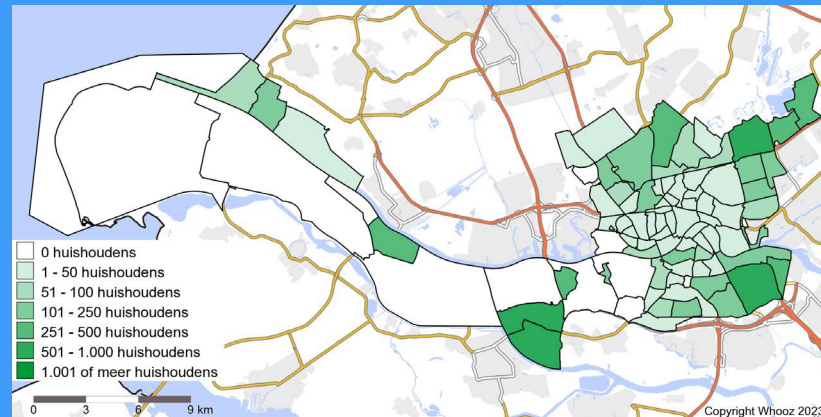 0 huishoudens
1 - 50 huishoudens
51 - 100 huishoudens
101 - 250 huishoudens
251 - 500 huishoudens
501 - 1.000 huishoudens
1.001 of meer huishoudens
0 3 6 9 km
Copyright Whooz 2023